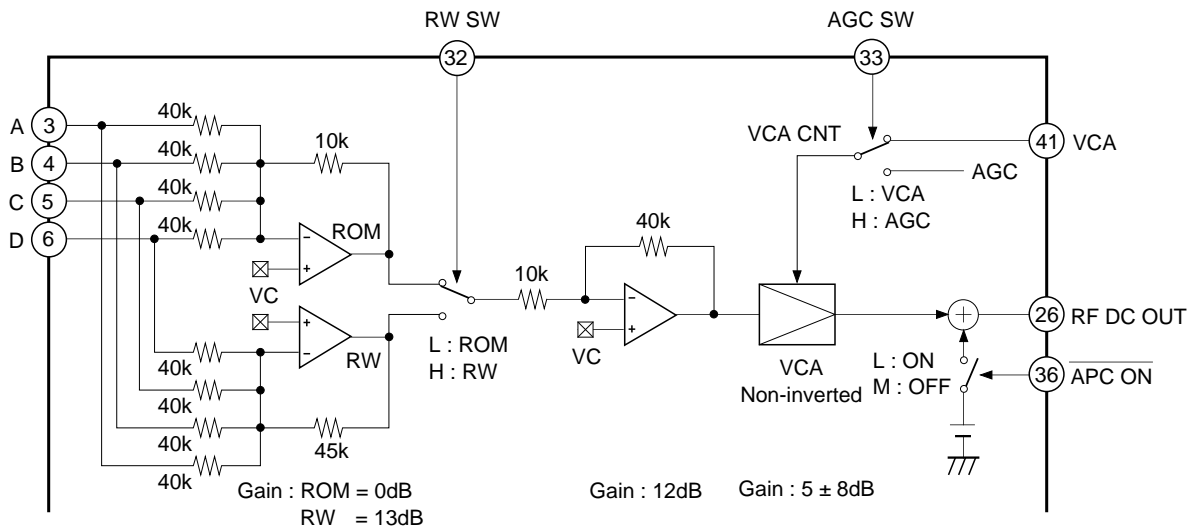 RW SW
AGC SW
32
33
A 3
B 4
C 5
D 6
40k
40k
40k
40k
10k
ROM
VC
VC
RW
40k
40k
40k
40k
45k
L : ROM
H : RW
10k
40k
VC
VCA CNT
41 VCA
AGC
L : VCA
H : AGC
VCA
Non-inverted
26 RF DC OUT
L : ON
M : OFF
36 APC ON
Gain : ROM = 0dB
RW = 13dB
Gain : 12dB
Gain : 5 ± 8dB